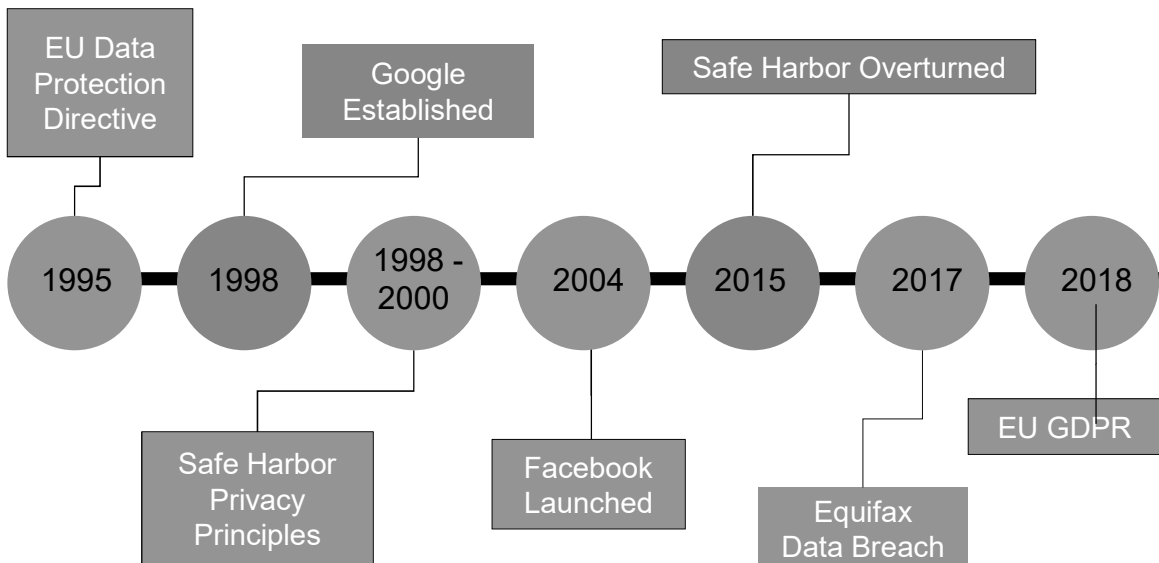 EU Data
Protection
Directive
Google
Established
Safe Harbor Overturned
1995
1998
1998 -
2000
2004
2015
2017
2018
Safe Harbor
Privacy
Principles
Facebook
Launched
Equifax
Data Breach
EU GDPR